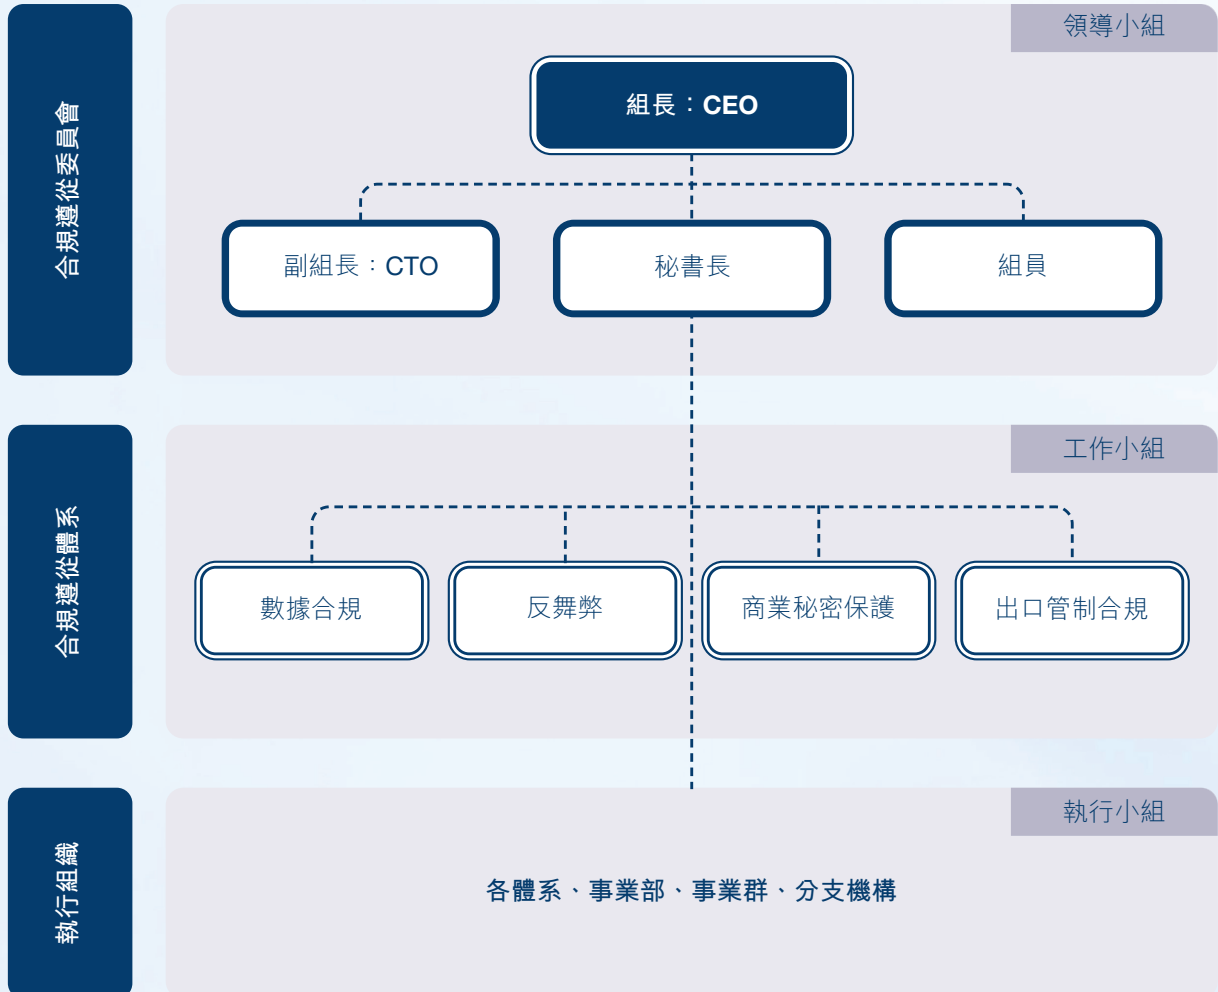 合規遵從委員會
領導小組
組長：CEO
副組長：CTO
秘書長
組員
合規遵從體系
工作小組
數據合規
反舞弊
商業秘密保護
出口管制合規
執行組織
執行小組
各體系、事業部、事業群、分支機構